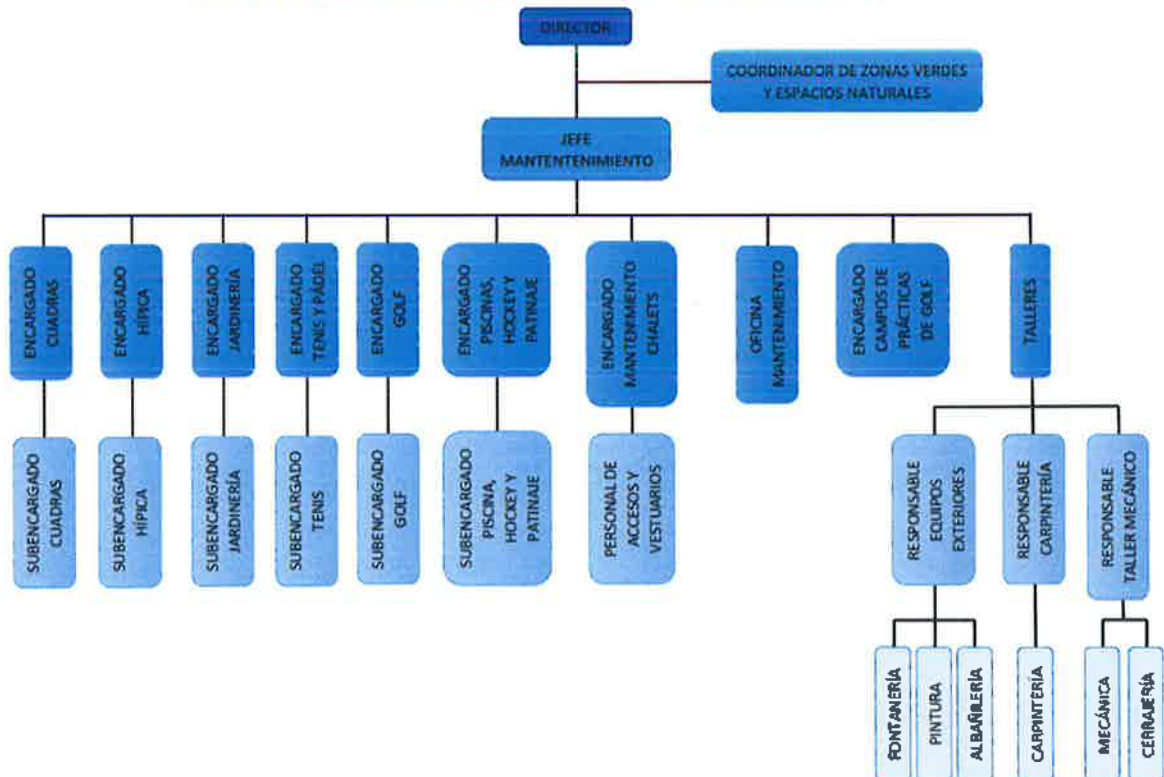 DIRECTOR
COORDINADOR DE ZONAS VERDES
Y ESPACIOS NATURALES
JEFE
MANTENTENIMIENTO
ENCARGADO
CUADRAS
ENCARGADO
HÍPICA
ENCARGADO
JARDINERÍA
ENCARGADO
TENIS Y PÁDEL
ENCARGADO
GOLF
ENCARGADO
PISCINAS,
HOCKEY Y
PATINAJE
ENCARGADO
MANTENIMIENTO
CHALETS
OFICINA
MANTENIMIENTO
ENCARGADO
CAMPOS DE
PRÁCTICAS
DE GOLF
TALLERES
SUBENCARGADO
CUADRAS
SUBENCARGADO
HÍPICA
SUBENCARGADO
JARDINERÍA
SUBENCARGADO
TENIS
SUBENCARGADO
GOLF
SUBENCARGADO
PISCINA,
HOCKEY Y
PATINAJE
PERSONAL DE
ACCESOS Y
VESTUARIOS
RESPONSABLE
EQUIPOS
EXTERIORES
RESPONSABLE
CARPINTERÍA
RESPONSABLE
TALLER MECÁNICO
FONTANERÍA
PINTURA
ALBAÑILERÍA
CARPINTERÍA
MECÁNICA
CERRAJERÍA